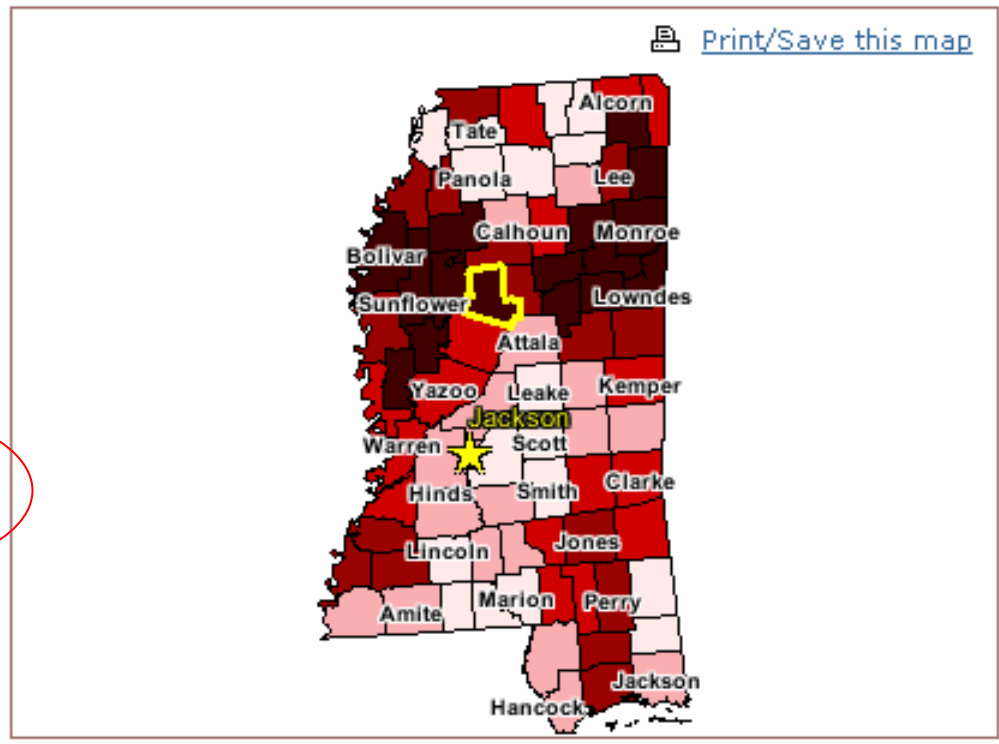 Print/Save this map
Alcorn
Tate
Panola
Lee
Calhoun
Monroe
Bolivar
Sunflower
Lowndes
Attala
Yazoo
Leake
Kemper
Jackson
Warren
Scott
Hinds
Smith
Clarke
Lincoln
Jones
Amite
Marion
Perry
Jackson
Hancock